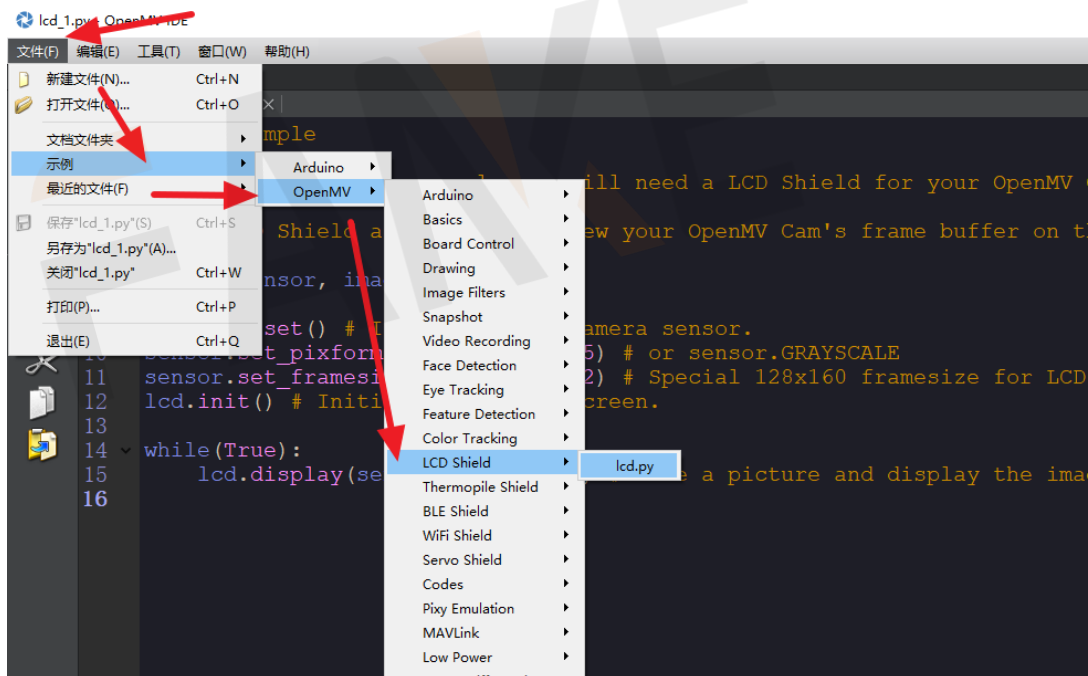 lcd_1.py - OpenMV IDE
文件(F) 编辑(E) 工具(T) 窗口(W) 帮助(H)
新建文件(N)... Ctrl+N
打开文件(O)... Ctrl+O
文档文件夹
示例
最近的文件(F)
保存"lcd_1.py"(S) Ctrl+S
另存为"lcd_1.py"(A)...
关闭"lcd_1.py" Ctrl+W
打印(P)... Ctrl+P
退出(E) Ctrl+Q
Arduino
OpenMV
Arduino
Basics
Board Control
Drawing
Image Filters
Snapshot
Video Recording
Face Detection
Eye Tracking
Feature Detection
Color Tracking
LCD Shield
Thermopile Shield
BLE Shield
WiFi Shield
Servo Shield
Codes
Pixy Emulation
MAVLink
Low Power
lcd.py
mple
ill need a LCD Shield for your OpenMV
Shield a ew your OpenMV Cam's frame buffer on t
nsor, ima
set() # I amera sensor.
10 sensor.set_pixform 5) # or sensor.GRAYSCALE
11 sensor.set_framesi 2) # Special 128x160 framesize for LCD
12 lcd.init() # Initi creen.
13
14 while(True):
15 lcd.display(se e a picture and display the ima
16